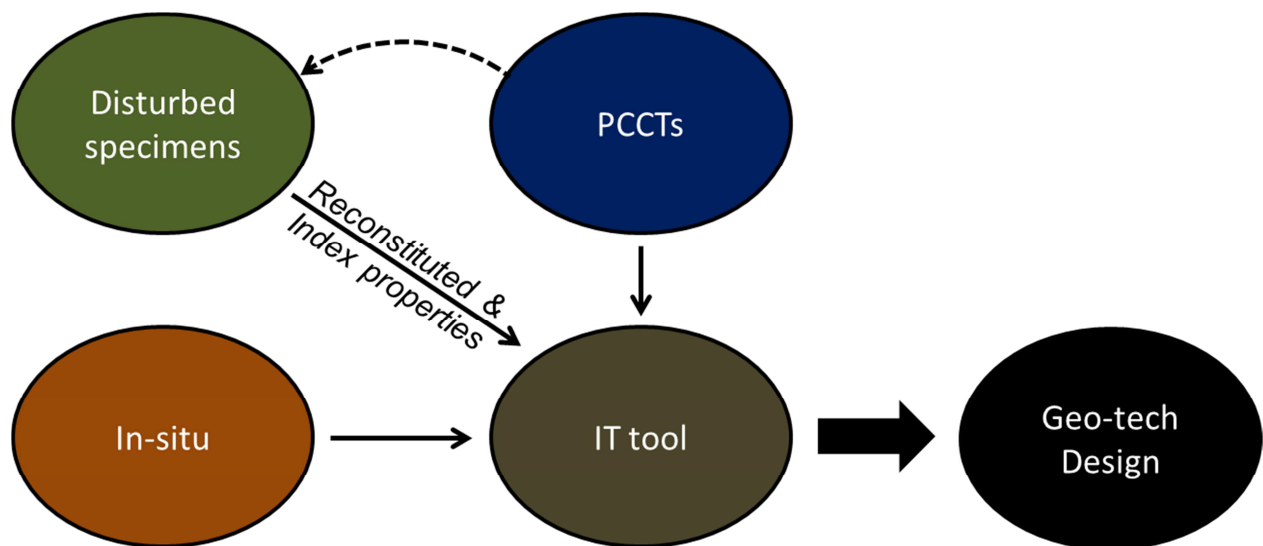 Disturbed
specimens
PCCTs
Reconstituted &
Index properties
In-situ
IT tool
Geo-tech
Design